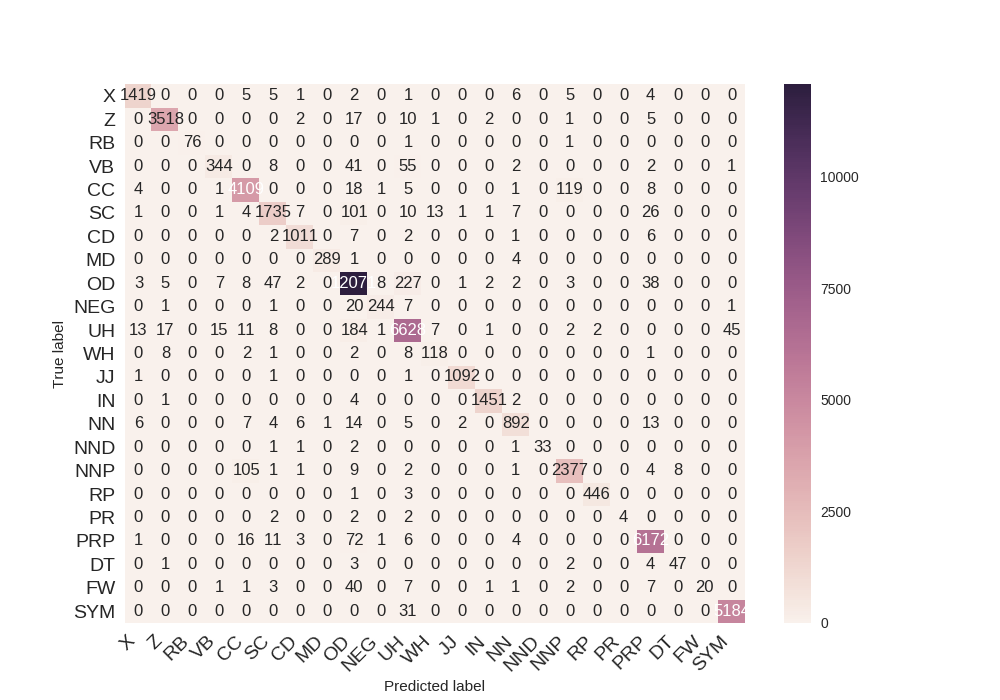 X 1419 0 0 0 5 5 1 0 2 0 1 0 0 0 6 0 5 0 0 4 0 0 0
Z 0 3518 0 0 0 0 2 0 17 0 10 1 0 2 0 0 1 0 0 5 0 0 0
RB 0 0 76 0 0 0 0 0 0 0 1 0 0 0 0 0 1 0 0 0 0 0 0
VB 0 0 0 344 0 8 0 0 41 0 55 0 0 0 2 0 0 0 0 2 0 0 1
CC 4 0 0 1 4109 0 0 0 18 1 5 0 0 0 1 0 119 0 0 8 0 0 0
SC 1 0 0 1 4 1735 7 0 101 0 10 13 1 1 7 0 0 0 0 26 0 0 0
CD 0 0 0 0 0 2 1011 0 7 0 2 0 0 0 1 0 0 0 0 6 0 0 0
MD 0 0 0 0 0 0 0 289 1 0 0 0 0 0 4 0 0 0 0 0 0 0 0
10000
OD 3 5 0 7 8 47 2 0 207 8 227 0 1 2 2 0 3 0 0 38 0 0 0
7500
NEG 0 1 0 0 0 1 0 0 20 244 7 0 0 0 0 0 0 0 0 0 0 0 1
UH 13 17 0 15 11 8 0 0 184 1 6628 7 0 1 0 0 2 2 0 0 0 0 45
WH 0 8 0 0 2 1 0 0 2 0 8 118 0 0 0 0 0 0 0 1 0 0 0
True label
JJ 1 0 0 0 0 1 0 0 0 0 1 0 1092 0 0 0 0 0 0 0 0 0 0
IN 0 1 0 0 0 0 0 0 4 0 0 0 0 1451 2 0 0 0 0 0 0 0 0
5000
NN 6 0 0 0 7 4 6 1 14 0 5 0 2 0 892 0 0 0 0 13 0 0 0
NND 0 0 0 0 0 1 1 0 2 0 0 0 0 0 1 33 0 0 0 0 0 0 0
NNP 0 0 0 0 105 1 1 0 9 0 2 0 0 0 1 0 2377 0 0 4 8 0 0
RP 0 0 0 0 0 0 0 0 1 0 3 0 0 0 0 0 0 446 0 0 0 0 0
PR 0 0 0 0 0 2 0 0 2 0 2 0 0 0 0 0 0 0 4 0 0 0 0
2500
PRP 1 0 0 0 16 11 3 0 72 1 6 0 0 0 4 0 0 0 0 6172 0 0 0
DT 0 1 0 0 0 0 0 0 3 0 0 0 0 0 0 0 2 0 0 4 47 0 0
FW 0 0 0 1 1 3 0 0 40 0 7 0 0 1 1 0 2 0 0 7 0 20 0
SYM 0 0 0 0 0 0 0 0 0 0 31 0 0 0 0 0 0 0 0 0 0 0 5184
0
X Z RB VB CC SC CD MD OD NEG UH WH JJ IN NN NND NNP RP PR PRP DT FW SYM
Predicted label